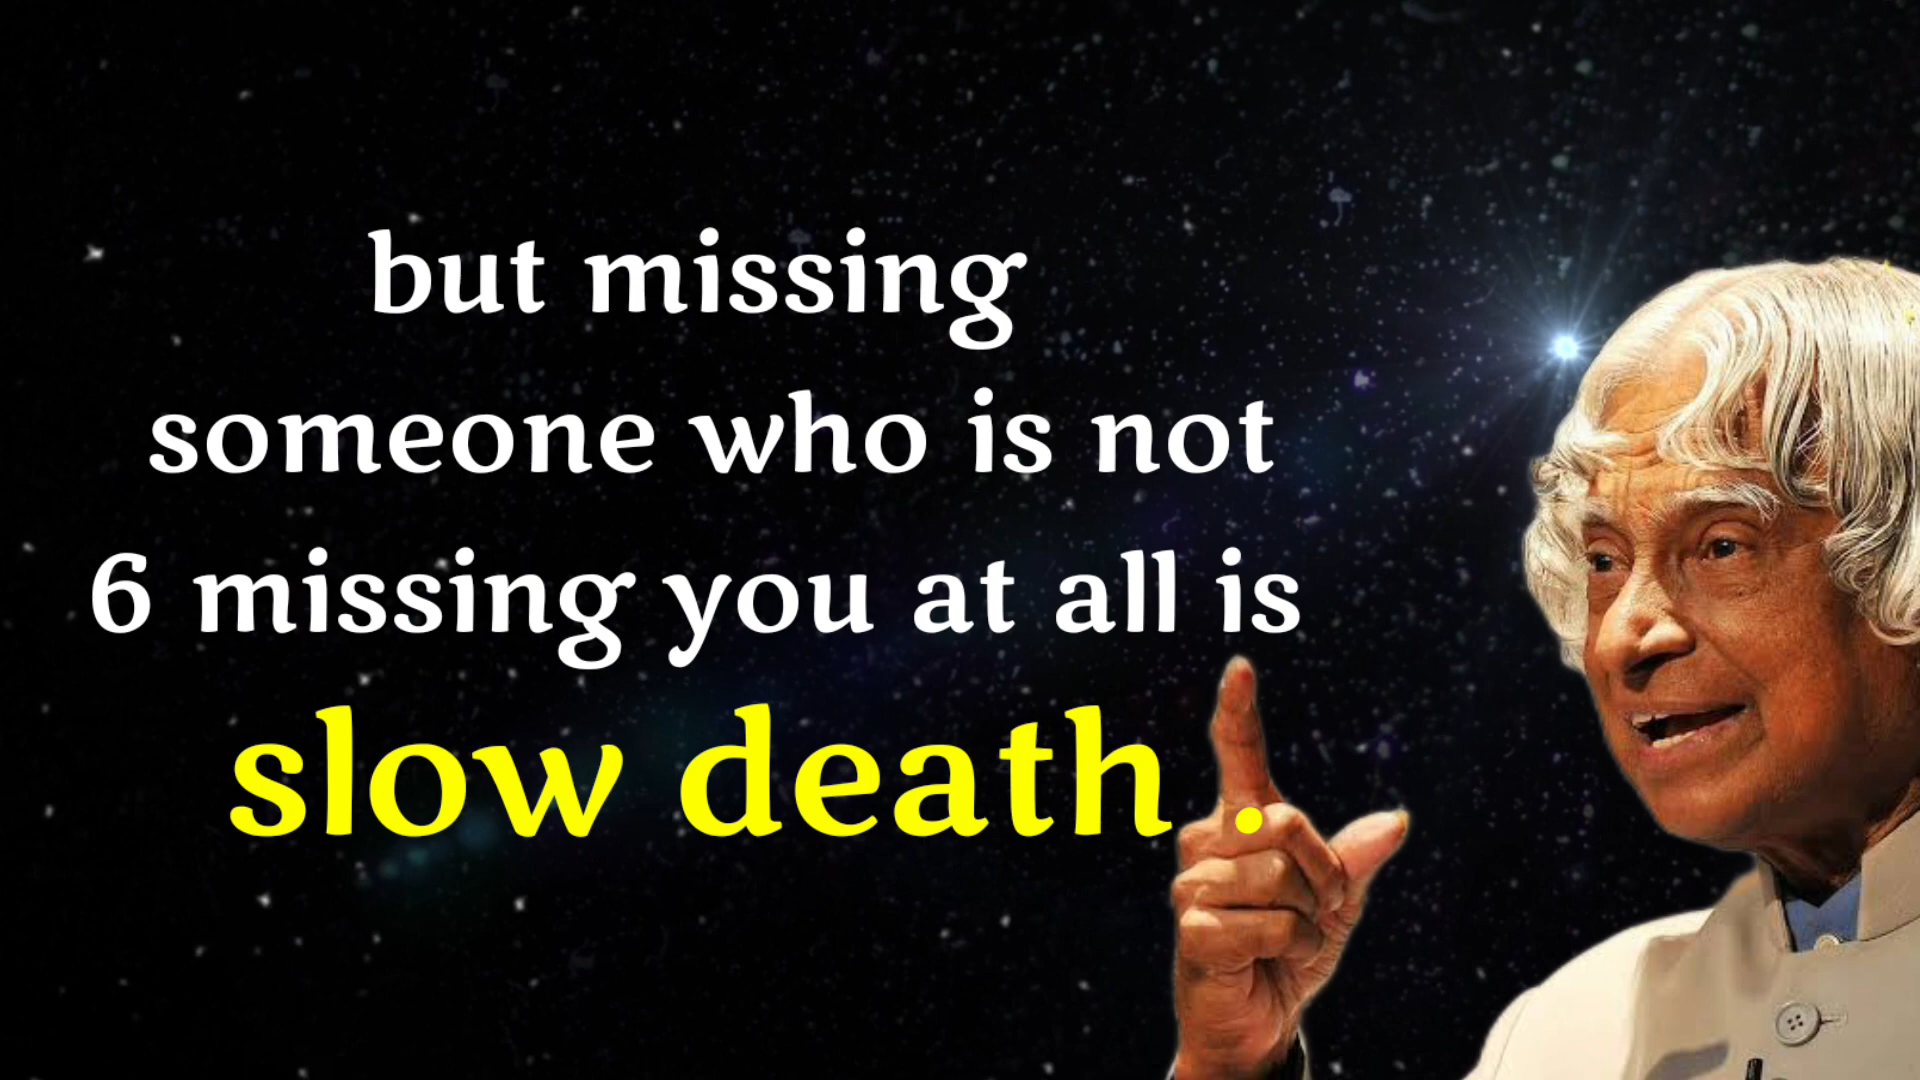 but missing
someone who is not
6 missing you at all is
slow death .